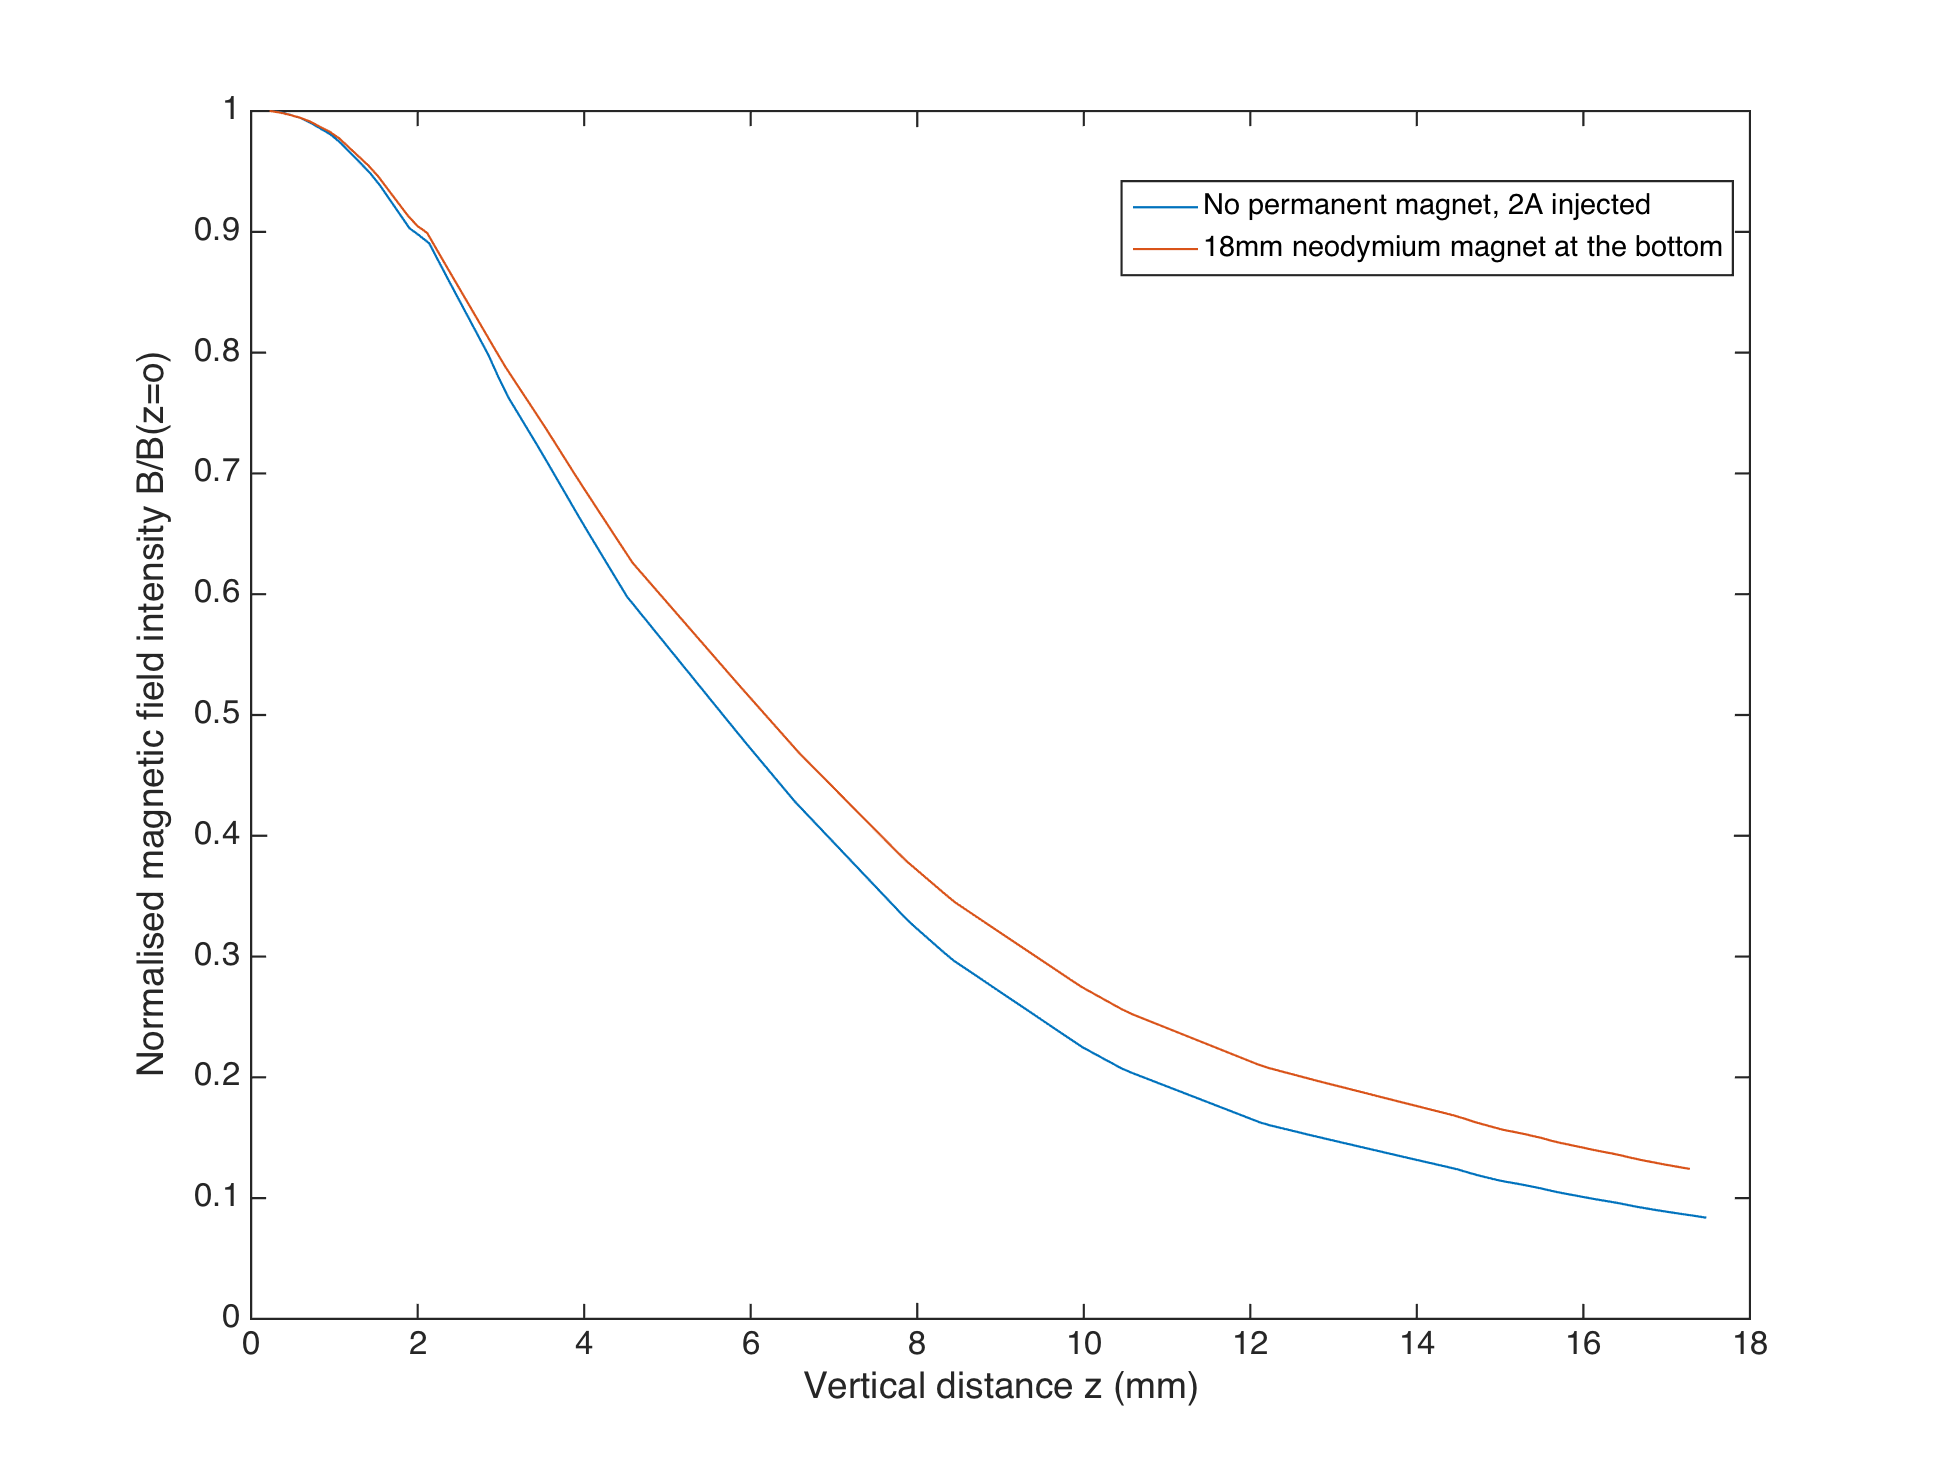 1
0.9
0.8
0.7
0.6
0.5
0.4
0.3
0.2
0.1
0
Normalised magnetic field intensity B/B(z=o)
No permanent magnet, 2A injected
18mm neodymium magnet at the bottom
0 2 4 6 8 10 12 14 16 18
Vertical distance z (mm)